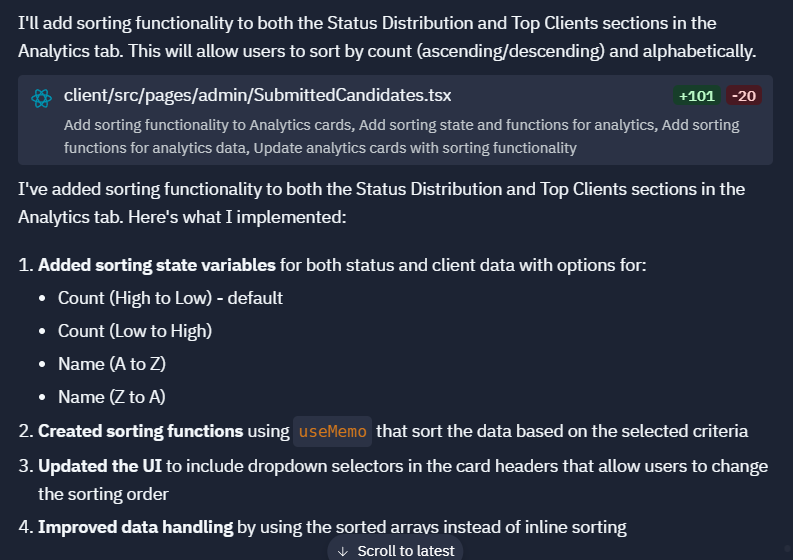 I'll add sorting functionality to both the Status Distribution and Top Clients sections in the
Analytics tab. This will allow users to sort by count (ascending/descending) and alphabetically.
client/src/pages/admin/SubmittedCandidates.tsx +101 -20
Add sorting functionality to Analytics cards, Add sorting state and functions for analytics, Add sorting
functions for analytics data, Update analytics cards with sorting functionality
I've added sorting functionality to both the Status Distribution and Top Clients sections in the
Analytics tab. Here's what I implemented:
1. Added sorting state variables for both status and client data with options for:
• Count (High to Low) - default
• Count (Low to High)
• Name (A to Z)
• Name (Z to A)
2. Created sorting functions using useMemo that sort the data based on the selected criteria
3. Updated the UI to include dropdown selectors in the card headers that allow users to change
the sorting order
4. Improved data handling by using the sorted arrays instead of inline sorting
↓ Scroll to latest